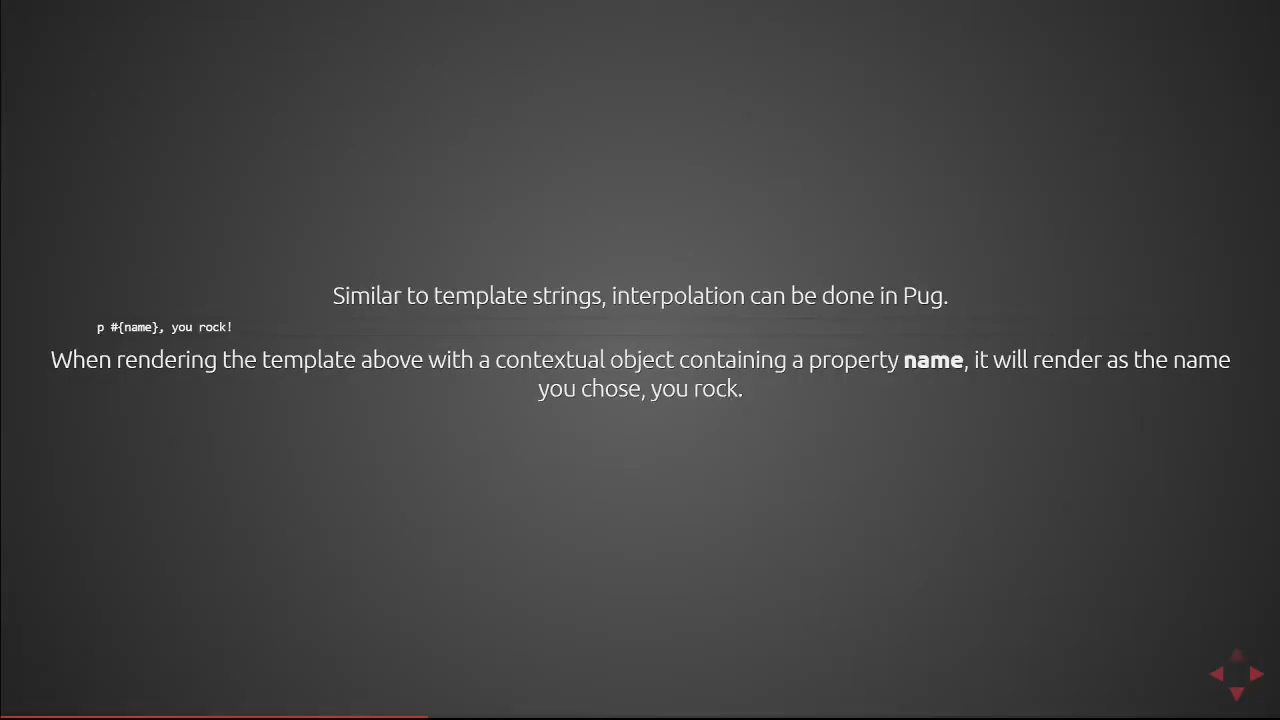 Similar to template strings, interpolation can be done in Pug.
p #{name}, you rock!
When rendering the template above with a contextual object containing a property name, it will render as the name
you chose, you rock.